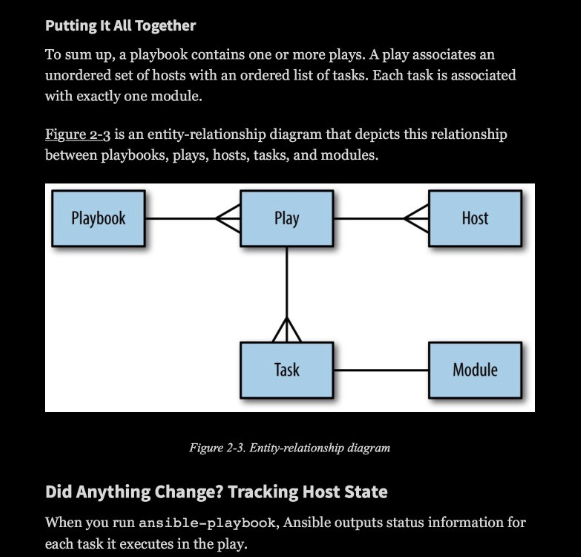 Putting It All Together
To sum up, a playbook contains one or more plays. A play associates an
unordered set of hosts with an ordered list of tasks. Each task is associated
with exactly one module.
Figure 2-3 is an entity-relationship diagram that depicts this relationship
between playbooks, plays, hosts, tasks, and modules.
Playbook
Play
Host
Task
Module
Figure 2-3. Entity-relationship diagram
Did Anything Change? Tracking Host State
When you run ansible-playbook, Ansible outputs status information for
each task it executes in the play.